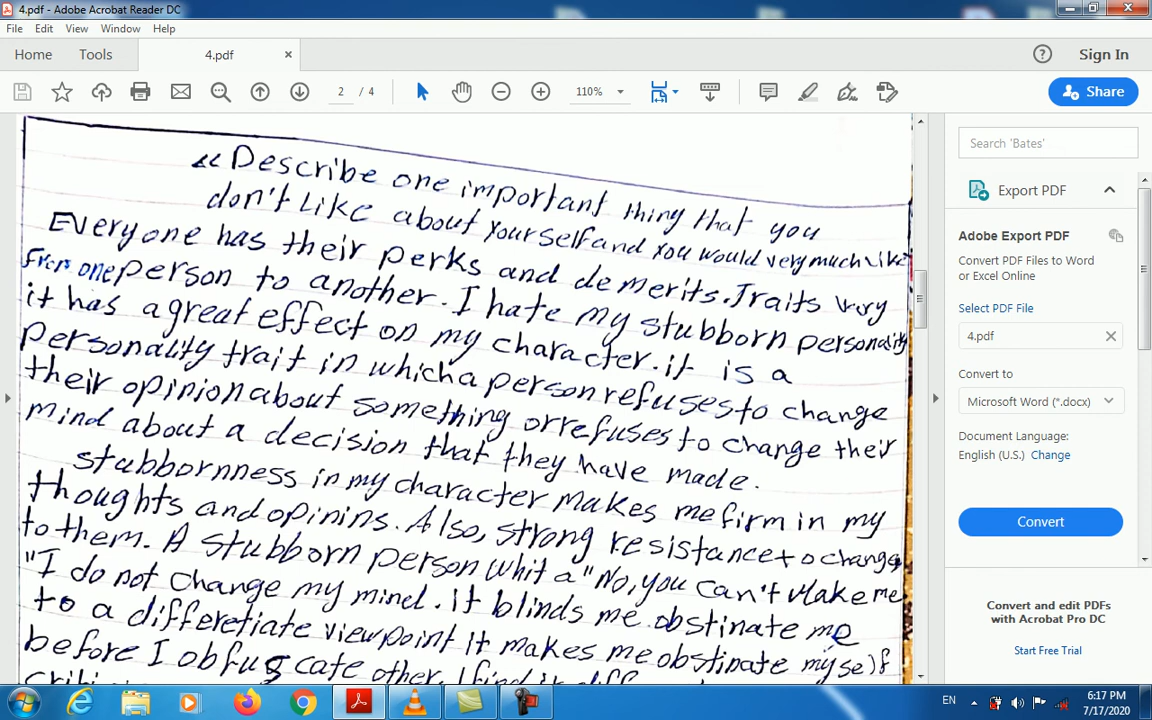 4.pdf - Adobe Acrobat Reader DC
File Edit View Window Help
Home Tools 4.pdf × Sign In
2 / 4 110% Share
Search 'Bates'
Export PDF
Adobe Export PDF
Convert PDF Files to Word
or Excel Online
Select PDF File
4.pdf ×
Convert to
Microsoft Word (*.docx)
Document Language:
English (U.S.) Change
Convert
Convert and edit PDFs
with Acrobat Pro DC
Start Free Trial
"Describe one important thing that you
don't like about yourself and you would very much like
Everyone has their perks and demerits. Traits very
from one person to another. I hate my stubborn personality
it has a great effect on my character. it is a
personality trait in which a person refuses to change
their opinion about something or refuses to change their
mind about a decision that they have made.
stubbornness in my character makes me firm in my
thoughts and opinins. Also, strong resistance to change
to them. A stubborn person whit a "No, you can't Make me
"I do not change my mind. it blinds me obstinate me
to a differetiate viewpoint it makes me obstinate myself
before I obfuscate other. I find it
EN 6:17 PM
7/17/2020